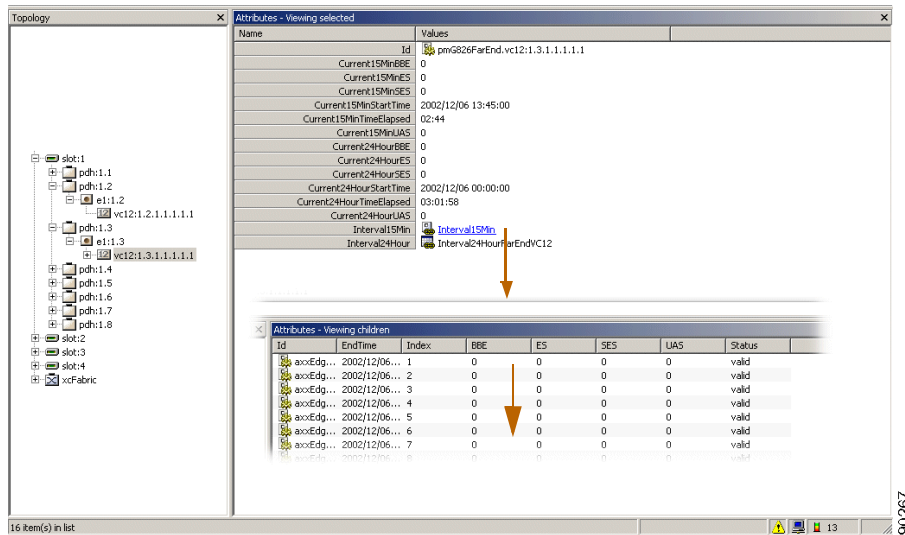 Topology
slot:1
pdh:1.1
pdh:1.2
e1:1.2
vc12:1.2.1.1.1.1.1
pdh:1.3
e1:1.3
vc12:1.3.1.1.1.1.1
pdh:1.4
pdh:1.5
pdh:1.6
pdh:1.7
pdh:1.8
slot:2
slot:3
slot:4
xcFabric
Attributes - Viewing selected
Name Values
Id pmG826FarEnd.vc12:1.3.1.1.1.1.1
Current15MinBBE 0
Current15MinES 0
Current15MinSES 0
Current15MinStartTime 2002/12/06 13:45:00
Current15MinTimeElapsed 02:44
Current15MinUAS 0
Current24HourBBE 0
Current24HourES 0
Current24HourSES 0
Current24HourStartTime 2002/12/06 00:00:00
Current24HourTimeElapsed 03:01:58
Current24HourUAS 0
Interval15Min Interval15Min
Interval24Hour Interval24HourFarEndVC12
Attributes - Viewing children
Id EndTime Index BBE ES SES UAS Status
axxEdg... 2002/12/06... 1 0 0 0 0 valid
axxEdg... 2002/12/06... 2 0 0 0 0 valid
axxEdg... 2002/12/06... 3 0 0 0 0 valid
axxEdg... 2002/12/06... 4 0 0 0 0 valid
axxEdg... 2002/12/06... 5 0 0 0 0 valid
axxEdg... 2002/12/06... 6 0 0 0 0 valid
axxEdg... 2002/12/06... 7 0 0 0 0 valid
axxEdg... 2002/12/06... 8 0 0 0 0 valid
16 item(s) in list
13
90267